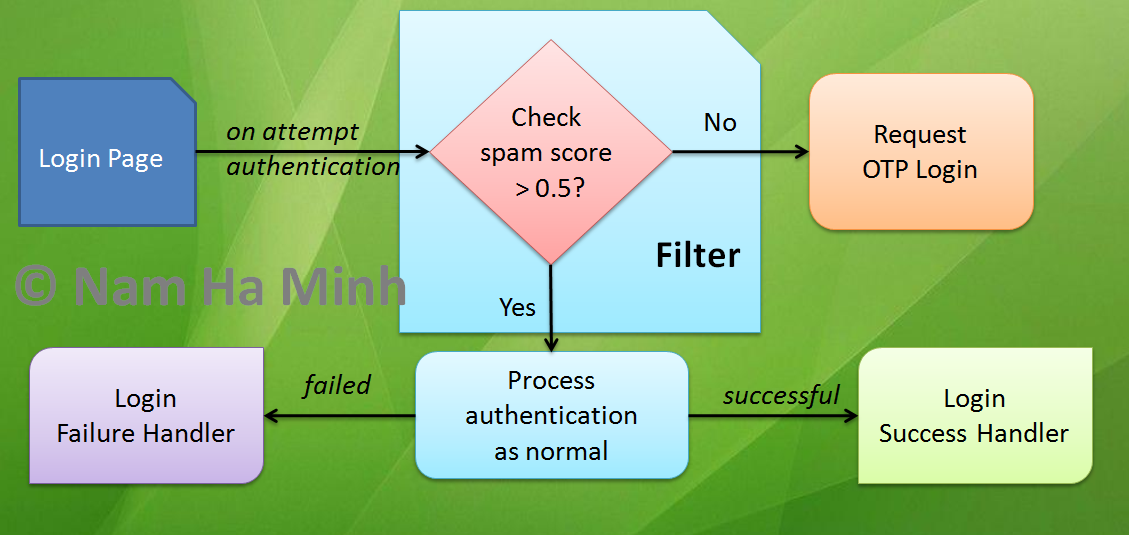 Login Page
on attempt
authentication
Check
spam score
> 0.5?
No
Request
OTP Login
Filter
© Nam Ha Minh
Yes
Login
Failure Handler
failed
Process
authentication
as normal
successful
Login
Success Handler